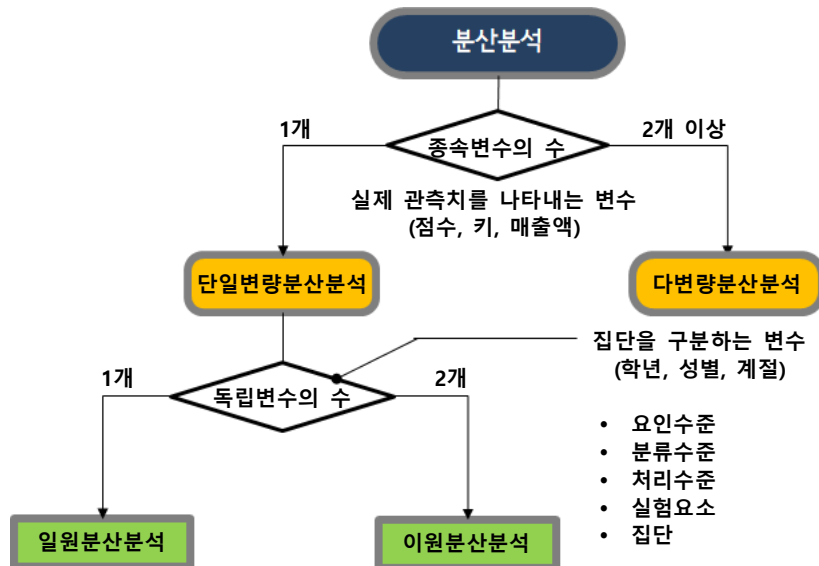 분산분석
1개
2개 이상
종속변수의 수
실제 관측치를 나타내는 변수
(점수, 키, 매출액)
단일변량분산분석
다변량분산분석
집단을 구분하는 변수
(학년, 성별, 계절)
1개
2개
독립변수의 수
• 요인수준
• 분류수준
• 처리수준
• 실험요소
• 집단
일원분산분석
이원분산분석